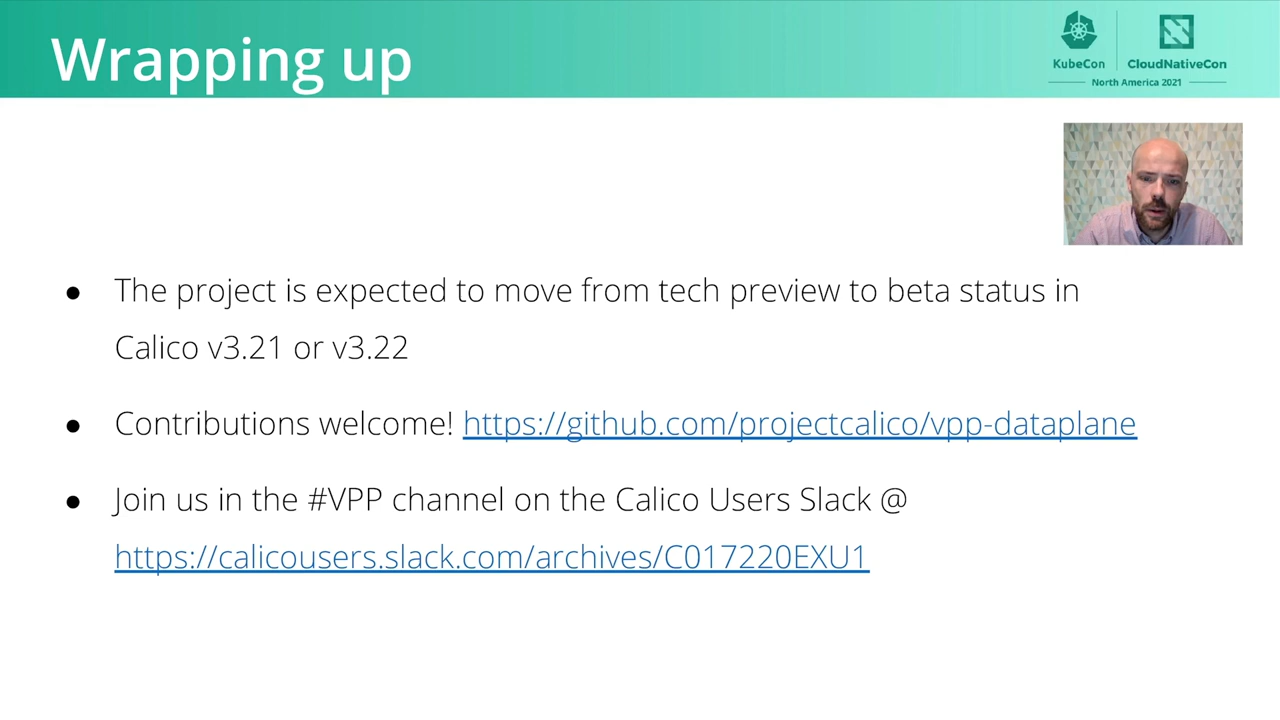 Wrapping up
KubeCon
CloudNativeCon
North America 2021
● The project is expected to move from tech preview to beta status in
Calico v3.21 or v3.22
● Contributions welcome! https://github.com/projectcalico/vpp-dataplane
● Join us in the #VPP channel on the Calico Users Slack @
https://calicousers.slack.com/archives/C017220EXU1